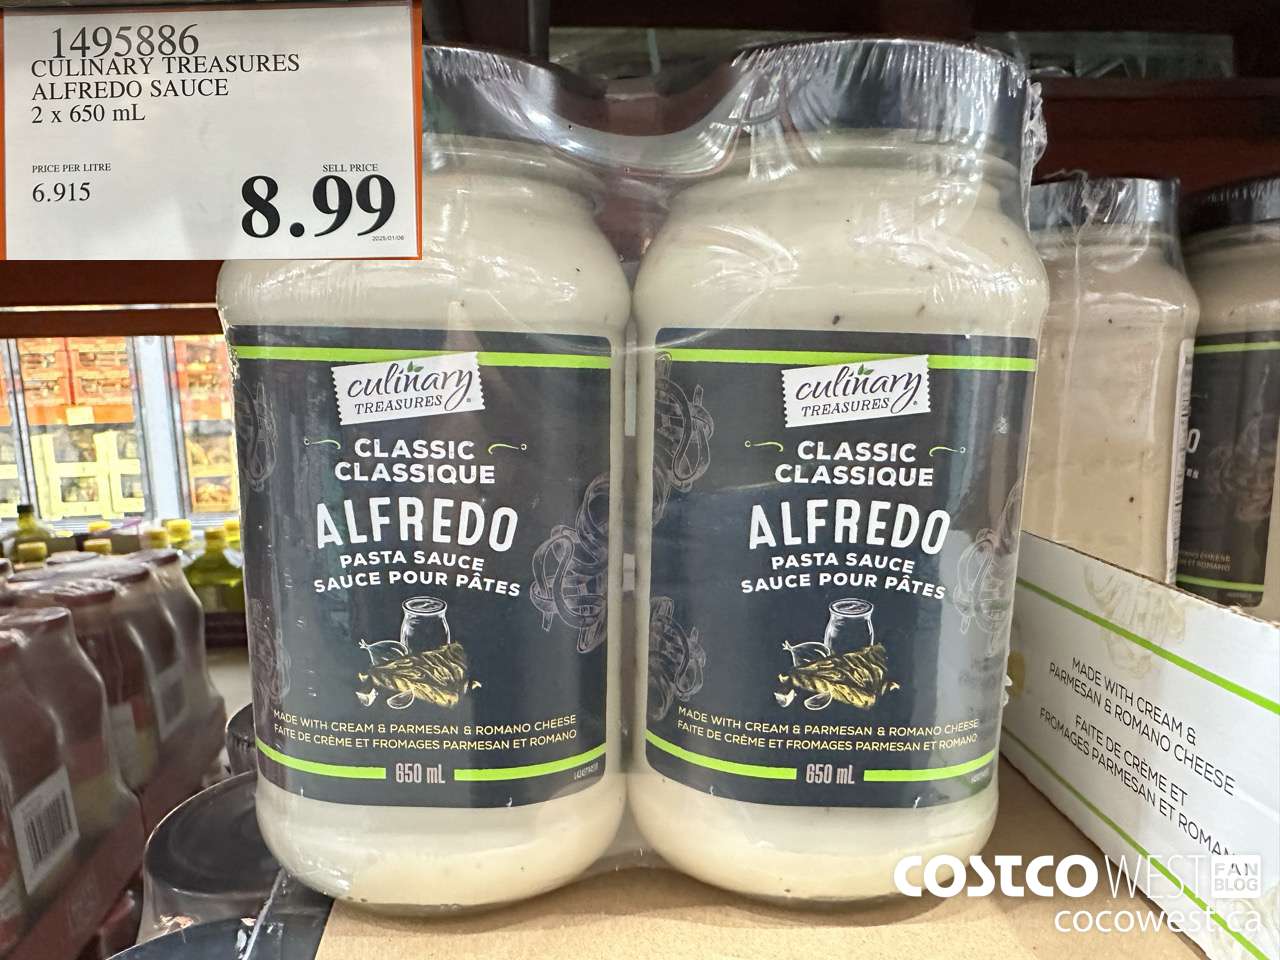 1495886
CULINARY TREASURES
ALFREDO SAUCE
2 x 650 mL
PRICE PER LITRE
6.915
SELL PRICE
8.99
culinary
TREASURES
CLASSIC
CLASSIQUE
ALFREDO
PASTA SAUCE
SAUCE POUR PÂTES
MADE WITH CREAM & PARMESAN & ROMANO CHEESE
FAITE DE CRÈME ET FROMAGES PARMESAN ET ROMANO
650 mL
culinary
TREASURES
CLASSIC
CLASSIQUE
ALFREDO
PASTA SAUCE
SAUCE POUR PÂTES
MADE WITH CREAM & PARMESAN & ROMANO CHEESE
FAITE DE CRÈME ET FROMAGES PARMESAN ET ROMANO
650 mL
MADE WITH CREAM &
PARMESAN & ROMANO CHEESE
FAITE DE CRÈME ET
FROMAGES PARMESAN ET ROMANO
COSTCO WEST FAN BLOG
cocowest.ca